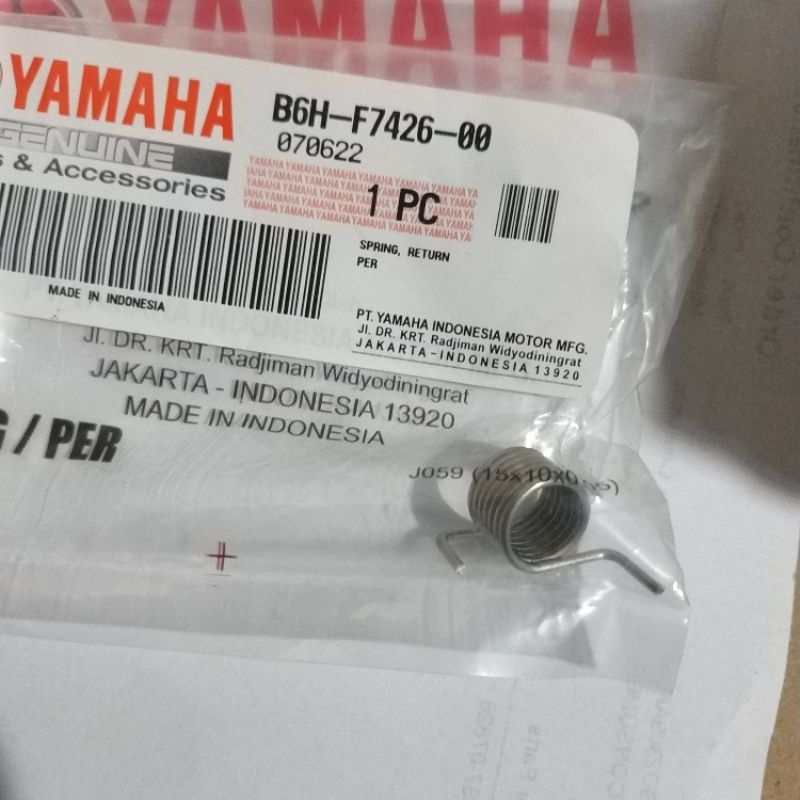 YAMAHA
YAMAHA
GENUINE
s & Accessories
B6H-F7426-00
070622
1 PC
SPRING, RETURN
PER
MADE IN INDONESIA
PT. YAMAHA INDONESIA MOTOR MFG.
Jl. DR. KRT. Radjiman Widyodiningrat
JAKARTA - INDONESIA 13920
Jl. DR. KRT. Radjiman Widyodiningrat
JAKARTA - INDONESIA 13920
MADE IN INDONESIA
G / PER
J059 (15x10x0